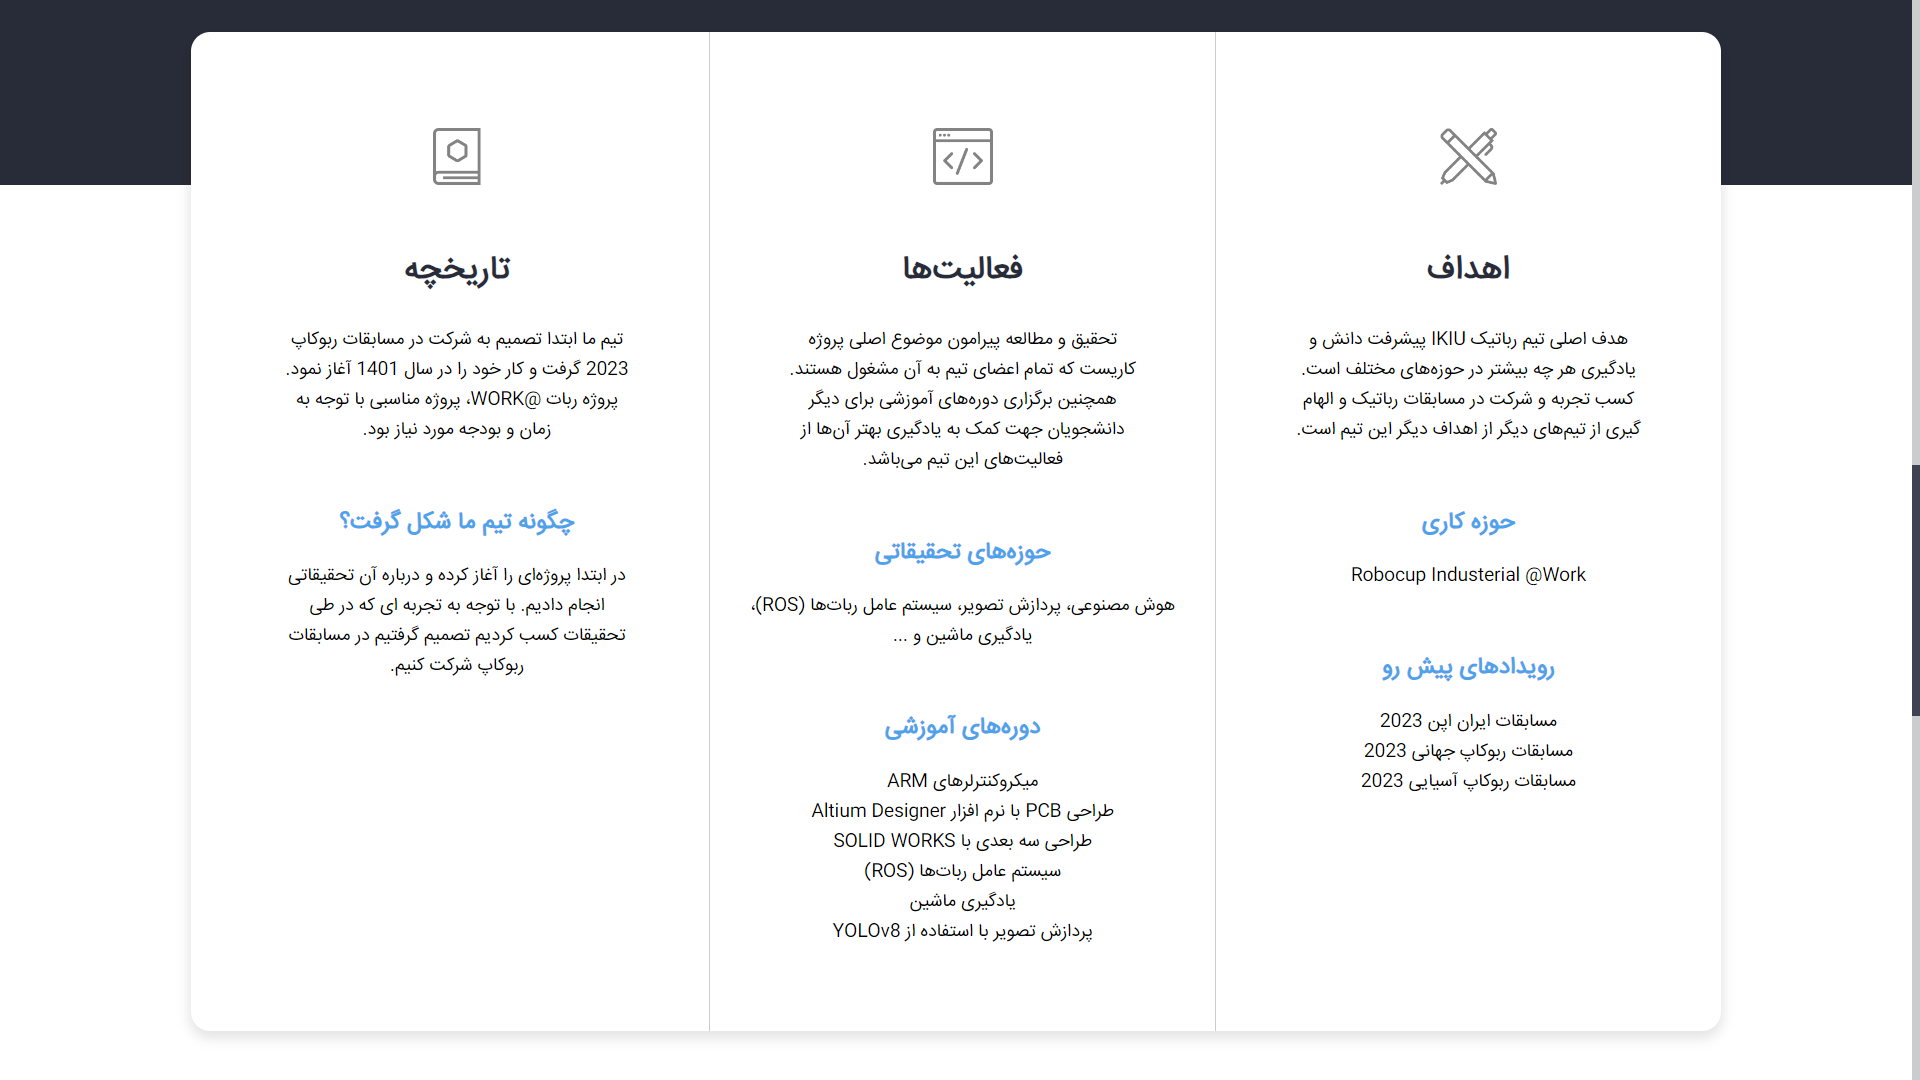 اهداف
هدف اصلی تیم رباتیک IKIU پیشرفت دانش و
یادگیری هر چه بیشتر در حوزه‌های مختلف است.
کسب تجربه و شرکت در مسابقات رباتیک و الهام
گیری از تیم‌های دیگر از اهداف دیگر این تیم است.
حوزه کاری
Robocup Industerial @Work
رویدادهای پیش رو
مسابقات ایران اپن 2023
مسابقات ربوکاپ جهانی 2023
مسابقات ربوکاپ آسیایی 2023
فعالیت‌ها
تحقیق و مطالعه پیرامون موضوع اصلی پروژه
کاریست که تمام اعضای تیم به آن مشغول هستند.
همچنین برگزاری دوره‌های آموزشی برای دیگر
دانشجویان جهت کمک به یادگیری بهتر آن‌ها از
فعالیت‌های این تیم می‌باشد.
حوزه‌های تحقیقاتی
هوش مصنوعی، پردازش تصویر، سیستم عامل ربات‌ها (ROS)،
یادگیری ماشین و ...
دوره‌های آموزشی
میکروکنترلرهای ARM
طراحی PCB با نرم افزار Altium Designer
طراحی سه بعدی با SOLID WORKS
سیستم عامل ربات‌ها (ROS)
یادگیری ماشین
پردازش تصویر با استفاده از YOLOv8
تاریخچه
تیم ما ابتدا تصمیم به شرکت در مسابقات ربوکاپ
2023 گرفت و کار خود را در سال 1401 آغاز نمود.
پروژه ربات @WORK، پروژه مناسبی با توجه به
زمان و بودجه مورد نیاز بود.
چگونه تیم ما شکل گرفت؟
در ابتدا پروژه‌ای را آغاز کرده و درباره آن تحقیقاتی
انجام دادیم. با توجه به تجربه ای که در طی
تحقیقات کسب کردیم تصمیم گرفتیم در مسابقات
ربوکاپ شرکت کنیم.